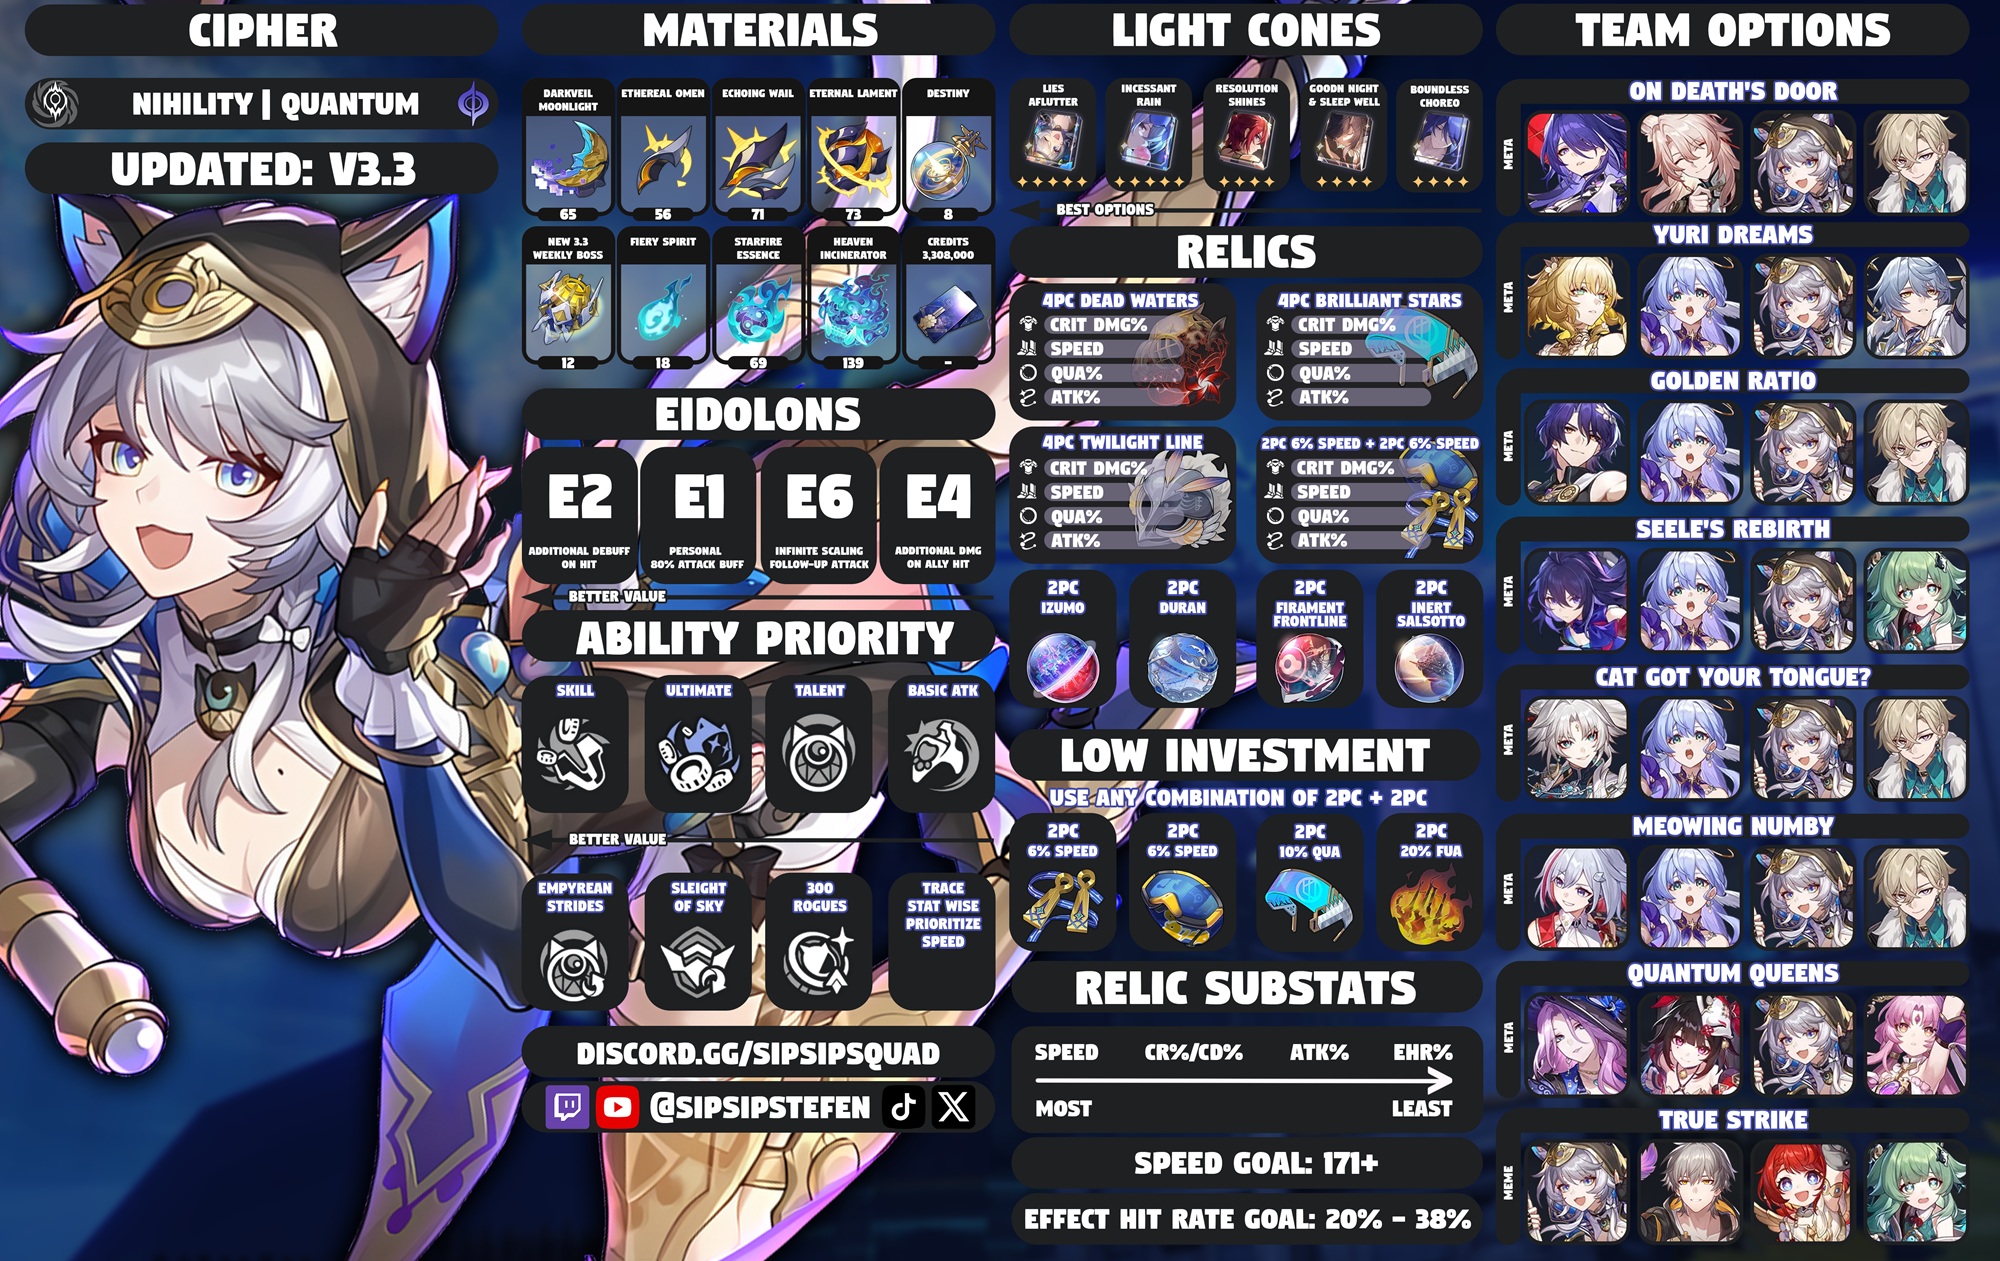 CIPHER
NIHILITY | QUANTUM
UPDATED: V3.3
MATERIALS
DARKVEIL
MOONLIGHT
65
ETHEREAL OMEN
56
ECHOING WAIL
71
ETERNAL LAMENT
73
DESTINY
8
NEW 3.3
WEEKLY BOSS
12
FIERY SPIRIT
18
STARFIRE
ESSENCE
69
HEAVEN
INCINERATOR
139
CREDITS
3,308,000
-
EIDOLONS
E2
ADDITIONAL DEBUFF
ON HIT
E1
PERSONAL
80% ATTACK BUFF
E6
INFINITE SCALING
FOLLOW-UP ATTACK
E4
ADDITIONAL DMG
ON ALLY HIT
BETTER VALUE
ABILITY PRIORITY
SKILL
ULTIMATE
TALENT
BASIC ATK
BETTER VALUE
EMPYREAN
STRIDES
SLEIGHT
OF SKY
300
ROGUES
TRACE
STAT WISE
PRIORITIZE
SPEED
DISCORD.GG/SIPSIPSQUAD
@SIPSIPSTEFEN
LIGHT CONES
LIES
AFLUTTER
INCESSANT
RAIN
RESOLUTION
SHINES
GOODN NIGHT
& SLEEP WELL
BOUNDLESS
CHOREO
BEST OPTIONS
RELICS
4PC DEAD WATERS
CRIT DMG%
SPEED
QUA%
ATK%
4PC BRILLIANT STARS
CRIT DMG%
SPEED
QUA%
ATK%
4PC TWILIGHT LINE
CRIT DMG%
SPEED
QUA%
ATK%
2PC 6% SPEED + 2PC 6% SPEED
CRIT DMG%
SPEED
QUA%
ATK%
2PC
IZUMO
2PC
DURAN
2PC
FIRAMENT
FRONTLINE
2PC
INERT
SALSOTTO
LOW INVESTMENT
USE ANY COMBINATION OF 2PC + 2PC
2PC
6% SPEED
2PC
6% SPEED
2PC
10% QUA
2PC
20% FUA
RELIC SUBSTATS
SPEED CR%/CD% ATK% EHR%
MOST LEAST
SPEED GOAL: 171+
EFFECT HIT RATE GOAL: 20% - 38%
TEAM OPTIONS
ON DEATH'S DOOR
META
YURI DREAMS
META
GOLDEN RATIO
META
SEELE'S REBIRTH
META
CAT GOT YOUR TONGUE?
META
MEOWING NUMBY
META
QUANTUM QUEENS
META
TRUE STRIKE
MEME